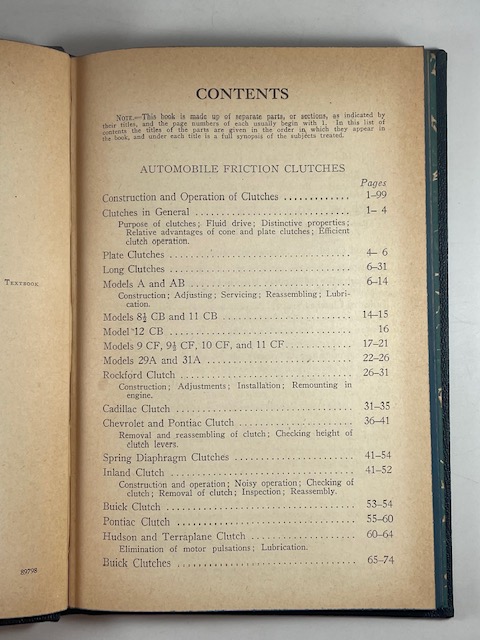 TEXTBOOK
89798
CONTENTS
NOTE.—This book is made up of separate parts, or sections, as indicated by
their titles, and the page numbers of each usually begin with 1. In this list of
contents the titles of the parts are given in the order in which they appear in
the book, and under each title is a full synopsis of the subjects treated.
AUTOMOBILE FRICTION CLUTCHES
Pages
Construction and Operation of Clutches ............. 1–99
Clutches in General ............................... 1– 4
Purpose of clutches; Fluid drive; Distinctive properties;
Relative advantages of cone and plate clutches; Efficient
clutch operation.
Plate Clutches .................................... 4– 6
Long Clutches .................................... 6–31
Models A and AB ................................. 6–14
Construction; Adjusting; Servicing; Reassembling; Lubri-
cation.
Models 8½ CB and 11 CB .......................... 14–15
Model 12 CB ..................................... 16
Models 9 CF, 9½ CF, 10 CF, and 11 CF ............. 17–21
Models 29A and 31A .............................. 22–26
Rockford Clutch .................................. 26–31
Construction; Adjustments; Installation; Remounting in
engine.
Cadillac Clutch ................................... 31–35
Chevrolet and Pontiac Clutch ...................... 36–41
Removal and reassembling of clutch; Checking height of
clutch levers.
Spring Diaphragm Clutches ........................ 41–54
Inland Clutch .................................... 41–52
Construction and operation; Noisy operation; Checking of
clutch; Removal of clutch; Inspection; Reassembly.
Buick Clutch ..................................... 53–54
Pontiac Clutch ................................... 55–60
Hudson and Terraplane Clutch ..................... 60–64
Elimination of motor pulsations; Lubrication.
Buick Clutches ................................... 65–74